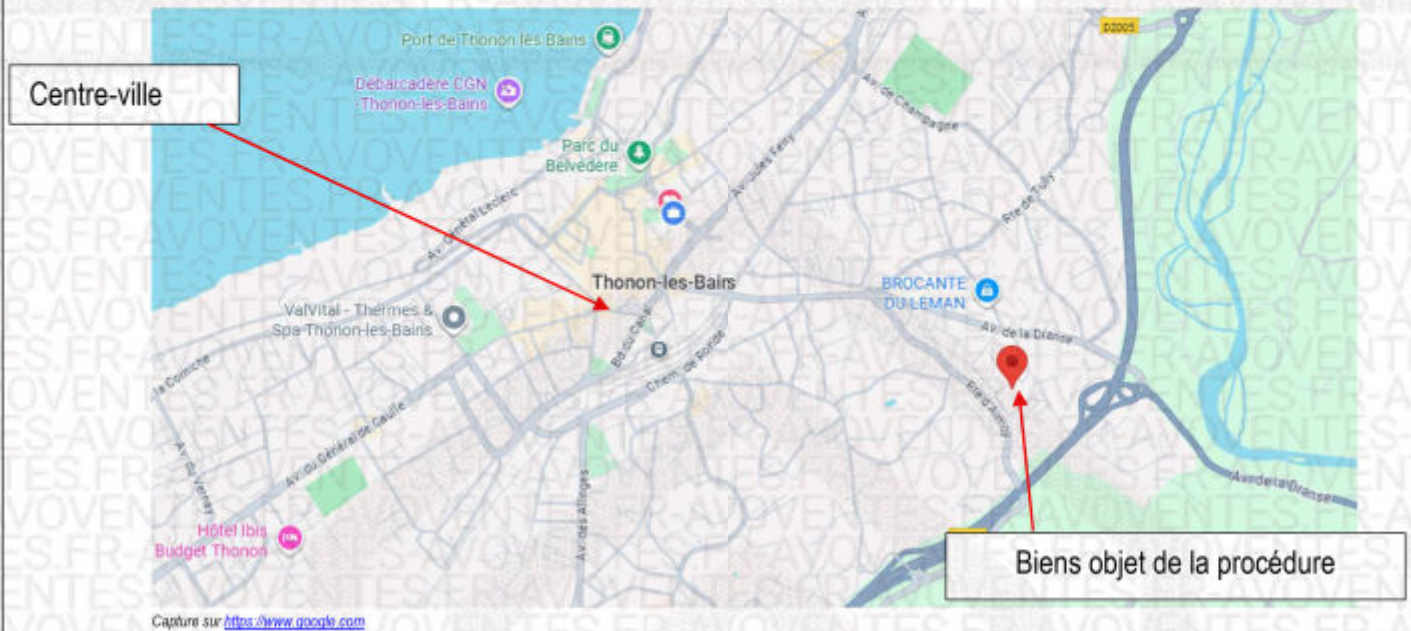 Port de Thonon les Bains
D2005
Centre-ville
Débarcadère CGN
-Thonon-les-Bains
Av. de Champagne
Parc du
Belvédère
Av. Jules Ferry
Av. Général Leclerc
Rte de Tully
Thonon-les-Bains
BROCANTE
DU LEMAN
ValVital - Thermes &
Spa Thonon-les-Bains
Bd du Canal
Av. de la Dranse
Chem. de Ronde
la Corniche
Rte d'Armoy
Av. du Général de Gaulle
Av. du Vernay
Av. de la Dranse
Av. des Allinges
Hôtel Ibis
Budget Thonon
Biens objet de la procédure
Capture sur https://www.google.com
AVOVENTES.FR